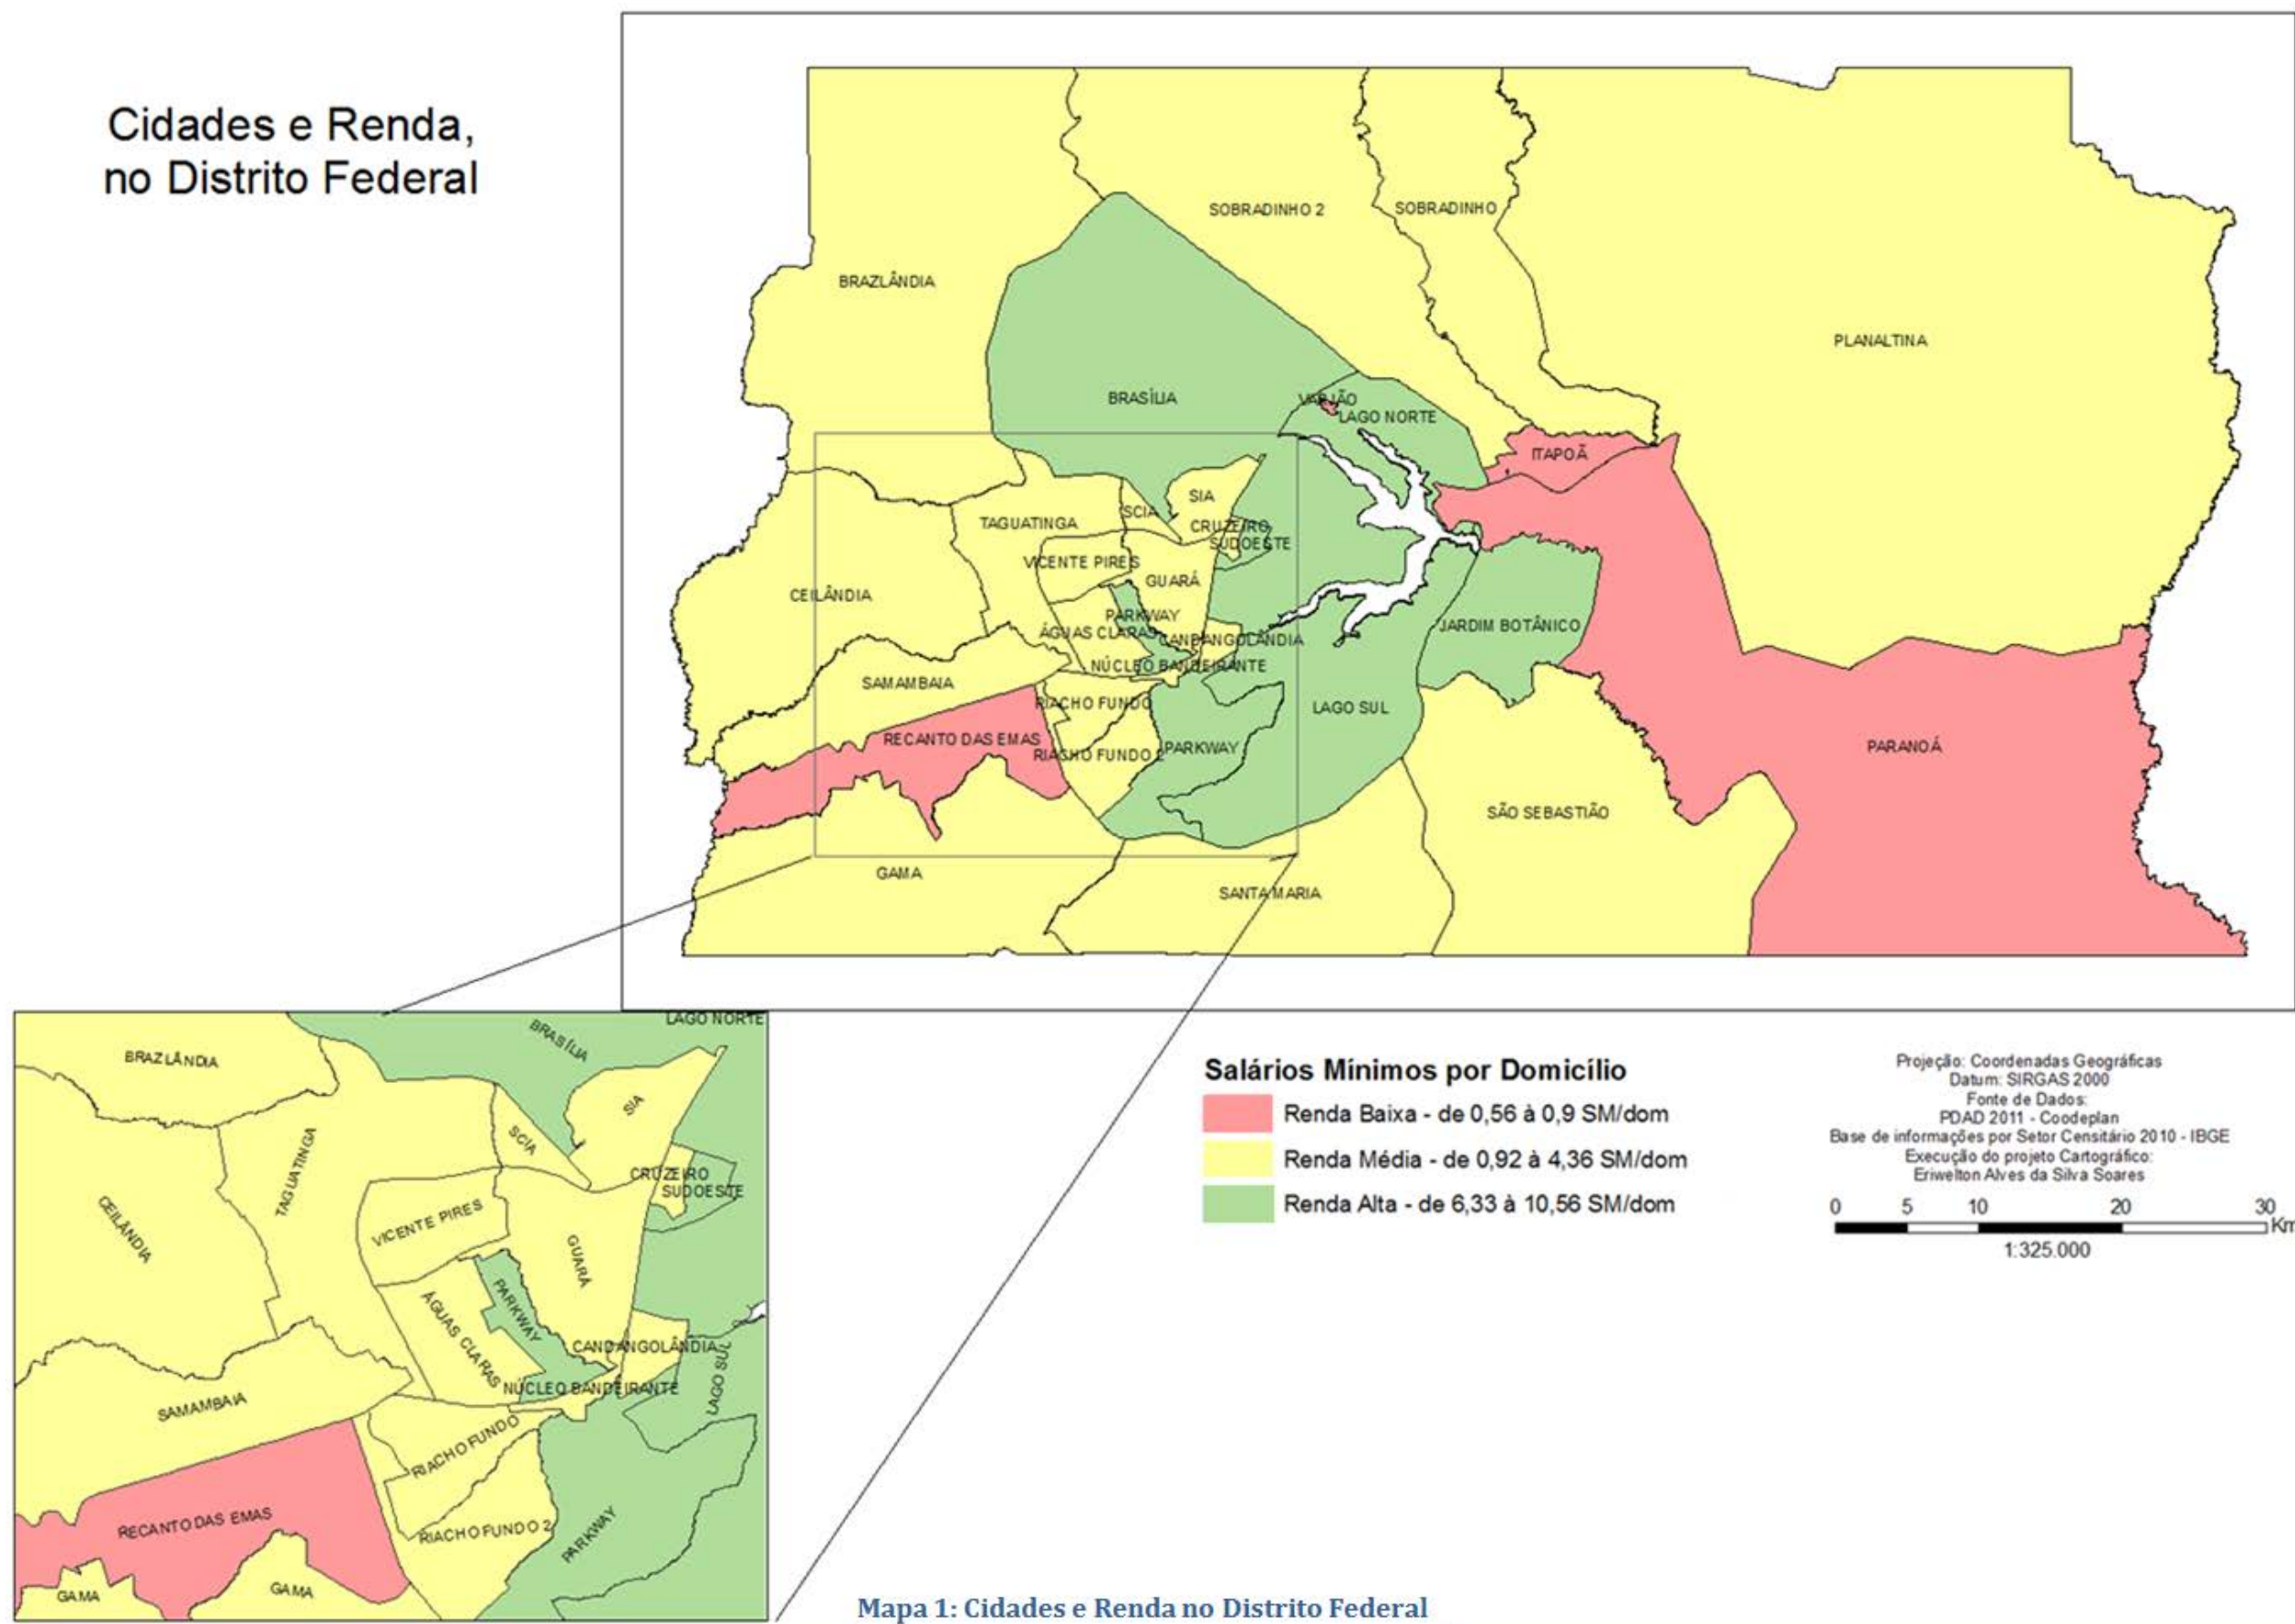 Cidades e Renda,
no Distrito Federal
SOBRADINHO 2
SOBRADINHO
BRAZLÂNDIA
PLANALTINA
BRASÍLIA
VARJÃO
LAGO NORTE
ITAPOÃ
SIA
SCIA
TAGUATINGA
CRUZEIRO
SUDOESTE
VICENTE PIRES
GUARÁ
CEILÂNDIA
PARKWAY
ÁGUAS CLARAS
CANDANGOLÂNDIA
JARDIM BOTÂNICO
NÚCLEO BANDEIRANTE
SAMAMBAIA
RIACHO FUNDO
LAGO SUL
RECANTO DAS EMAS
RIACHO FUNDO 2
PARKWAY
PARANOÁ
SÃO SEBASTIÃO
GAMA
SANTA MARIA
LAGO NORTE
BRASÍLIA
BRAZLÂNDIA
SIA
SCIA
TAGUATINGA
CRUZEIRO
SUDOESTE
CEILÂNDIA
VICENTE PIRES
GUARÁ
PARKWAY
ÁGUAS CLARAS
CANDANGOLÂNDIA
LAGO SUL
NÚCLEO BANDEIRANTE
SAMAMBAIA
RIACHO FUNDO
RECANTO DAS EMAS
RIACHO FUNDO 2
PARKWAY
GAMA
GAMA
Salários Mínimos por Domicílio
Renda Baixa - de 0,56 à 0,9 SM/dom
Renda Média - de 0,92 à 4,36 SM/dom
Renda Alta - de 6,33 à 10,56 SM/dom
Projeção: Coordenadas Geográficas
Datum: SIRGAS 2000
Fonte de Dados:
PDAD 2011 - Coodeplan
Base de informações por Setor Censitário 2010 - IBGE
Execução do projeto Cartográfico:
Eriwelton Alves da Silva Soares
0 5 10 20 30
Km
1:325.000
Mapa 1: Cidades e Renda no Distrito Federal